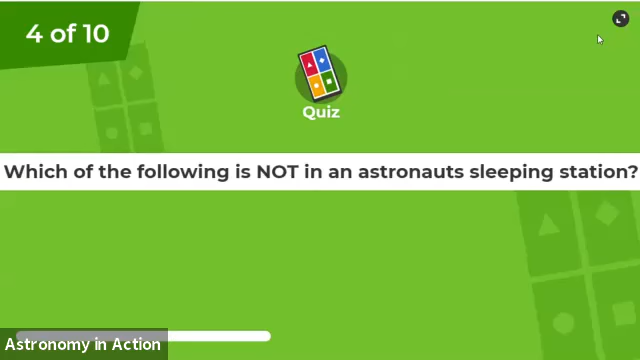 4 of 10
Quiz
Which of the following is NOT in an astronauts sleeping station?
Astronomy in Action